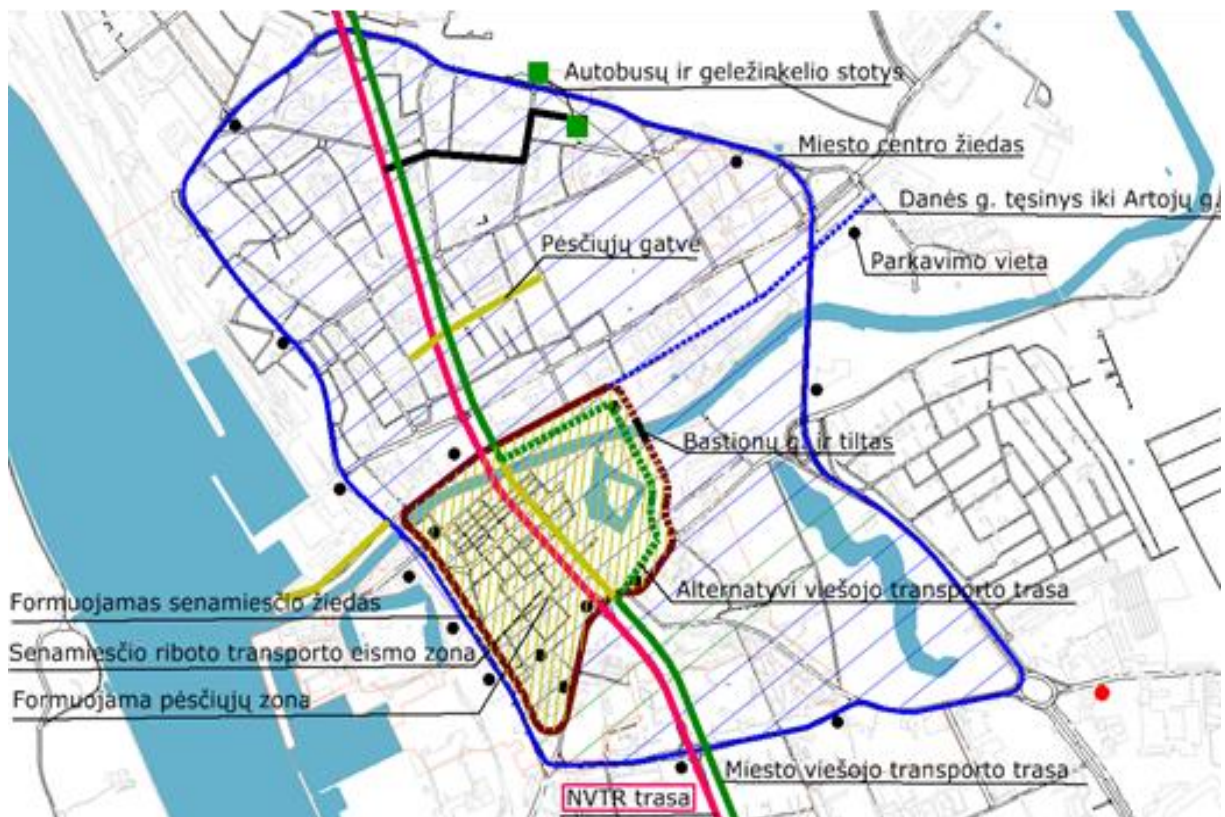 Autobusų ir geležinkelio stotys
Miesto centro žiedas
Danės g. tęsinys iki Artojų g.
Pėsčiųjų gatvė
Parkavimo vieta
Bastionų g. ir tiltas
Alternatyvi viešojo transporto trasa
Formuojamas senamiesčio žiedas
Senamiesčio riboto transporto eismo zona
Formuojama pėsčiųjų zona
Miesto viešojo transporto trasa
NVTR trasa